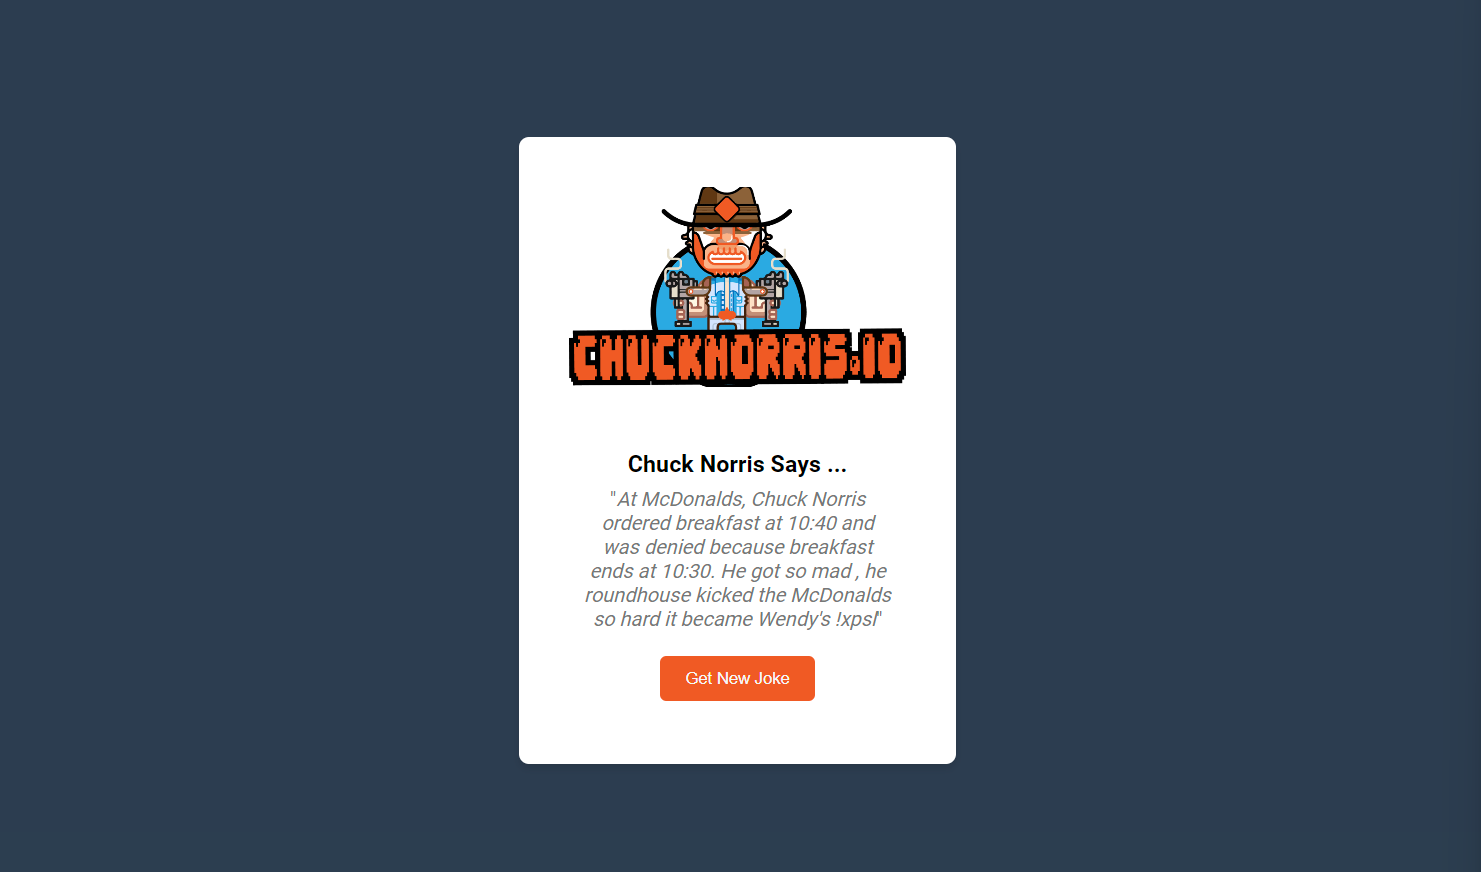 CHUCKNORRIS.IO
Chuck Norris Says ...
"At McDonalds, Chuck Norris
ordered breakfast at 10:40 and
was denied because breakfast
ends at 10:30. He got so mad , he
roundhouse kicked the McDonalds
so hard it became Wendy's !xpsl"
Get New Joke